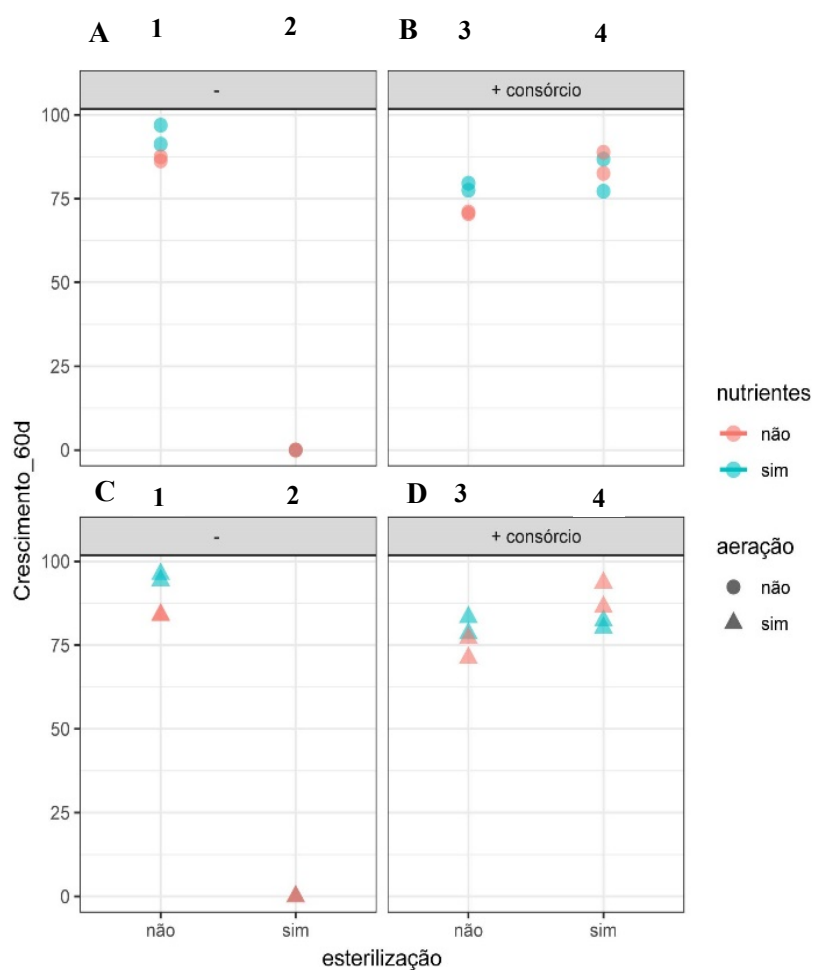 A 1 2 B 3 4
- + consórcio
100
75
50
25
0
C 1 2 D 3 4
- + consórcio
100
75
50
25
0
não sim não sim
esterilização
Crescimento_60d
nutrientes
não
sim
aeração
não
sim